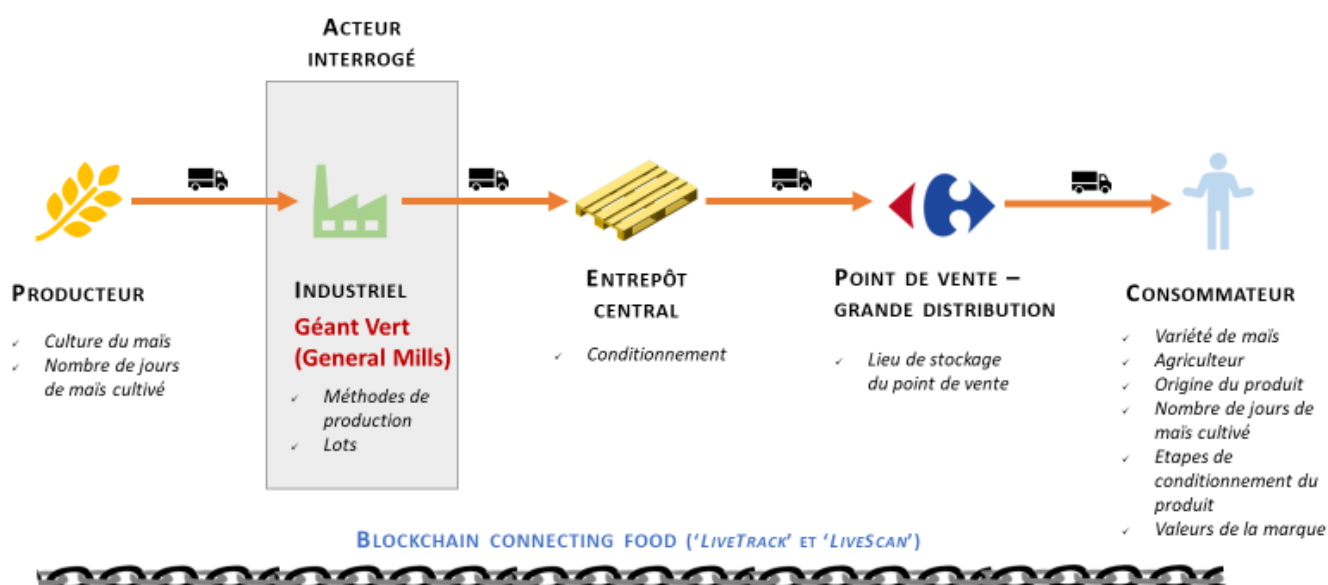 ACTEUR
INTERROGÉ
PRODUCTEUR
✓ Culture du maïs
✓ Nombre de jours
de maïs cultivé
INDUSTRIEL
Géant Vert
(General Mills)
✓ Méthodes de
production
✓ Lots
ENTREPÔT
CENTRAL
✓ Conditionnement
POINT DE VENTE –
GRANDE DISTRIBUTION
✓ Lieu de stockage
du point de vente
CONSOMMATEUR
✓ Variété de maïs
✓ Agriculteur
✓ Origine du produit
✓ Nombre de jours de
maïs cultivé
✓ Etapes de
conditionnement du
produit
✓ Valeurs de la marque
BLOCKCHAIN CONNECTING FOOD (‘LIVETRACK’ ET ‘LIVESCAN’)